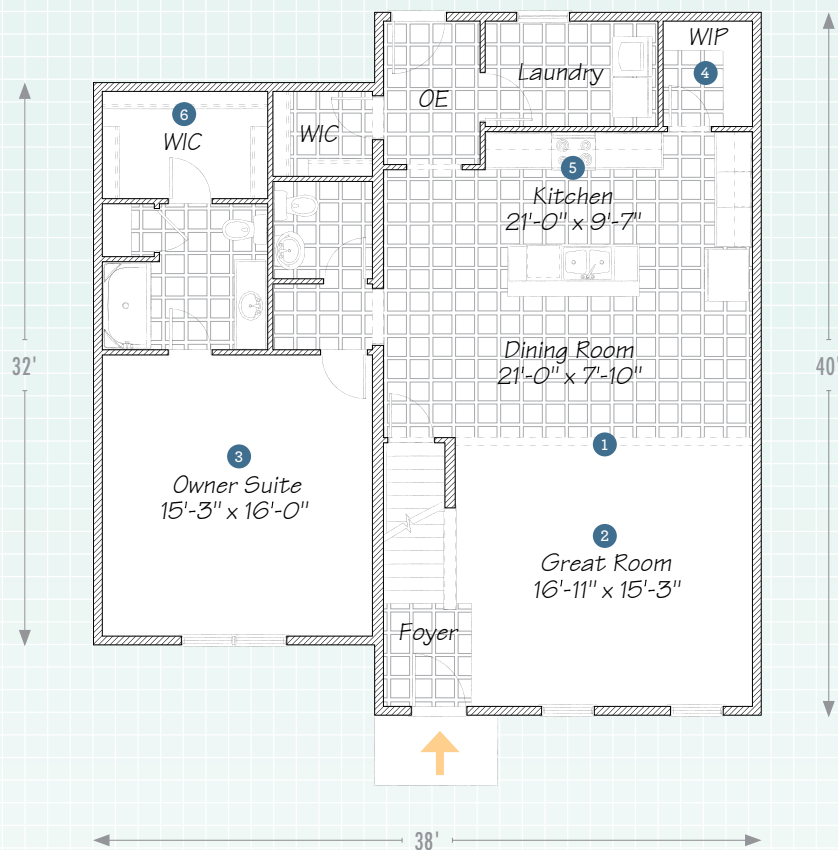 WIP
4
Laundry
OE
6
WIC
WIC
5
Kitchen
21'-0" x 9'-7"
32'
40'
Dining Room
21'-0" x 7'-10"
1
3
Owner Suite
15'-3" x 16'-0"
2
Great Room
16'-11" x 15'-3"
Foyer
38'